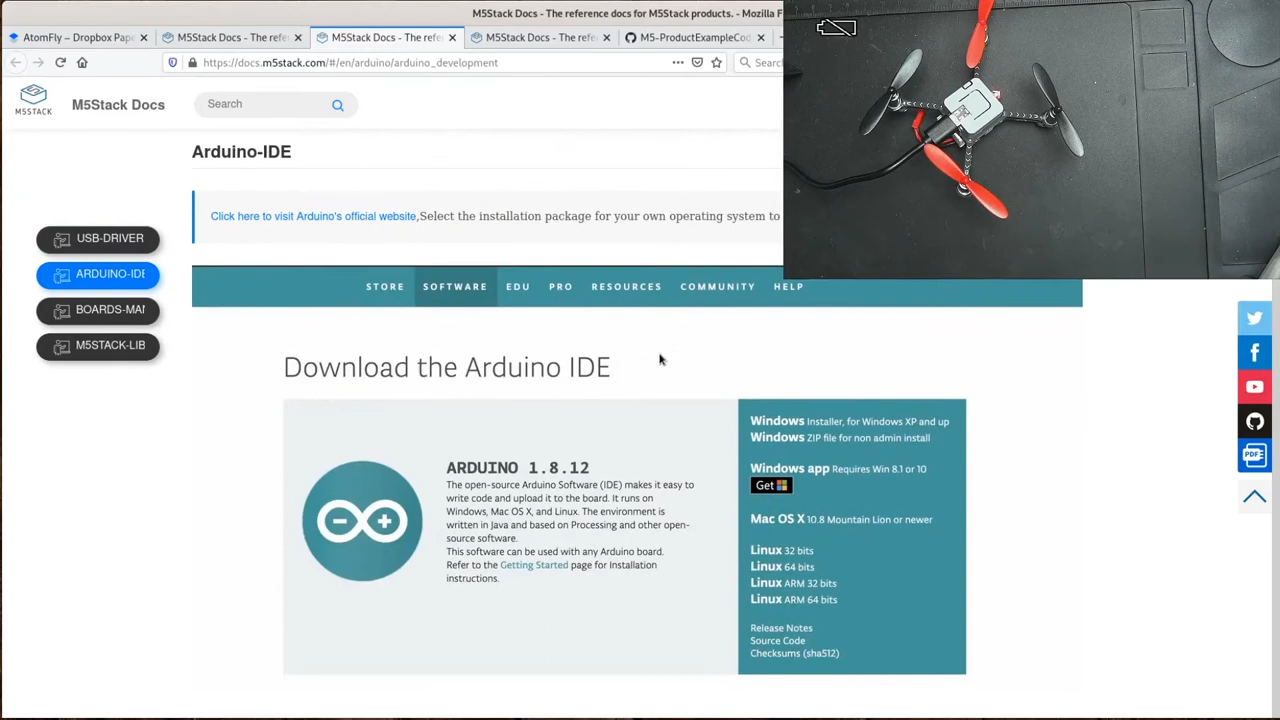 M5Stack Docs - The reference docs for M5Stack products. - Mozilla F
AtomFly – Dropbox Pape
M5Stack Docs - The refe
M5Stack Docs - The refe
M5Stack Docs - The refe
M5-ProductExampleCod
https://docs.m5stack.com/#/en/arduino/arduino_development
Search
M5STACK
M5Stack Docs
Search
Arduino-IDE
Click here to visit Arduino's official website,Select the installation package for your own operating system to
USB-DRIVER
ARDUINO-IDE
BOARDS-MAN
M5STACK-LIB
STORE SOFTWARE EDU PRO RESOURCES COMMUNITY HELP
Download the Arduino IDE
ARDUINO 1.8.12
The open-source Arduino Software (IDE) makes it easy to
write code and upload it to the board. It runs on
Windows, Mac OS X, and Linux. The environment is
written in Java and based on Processing and other open-
source software.
This software can be used with any Arduino board.
Refer to the Getting Started page for Installation
instructions.
Windows Installer, for Windows XP and up
Windows ZIP file for non admin install
Windows app Requires Win 8.1 or 10
Get
Mac OS X 10.8 Mountain Lion or newer
Linux 32 bits
Linux 64 bits
Linux ARM 32 bits
Linux ARM 64 bits
Release Notes
Source Code
Checksums (sha512)
PDF